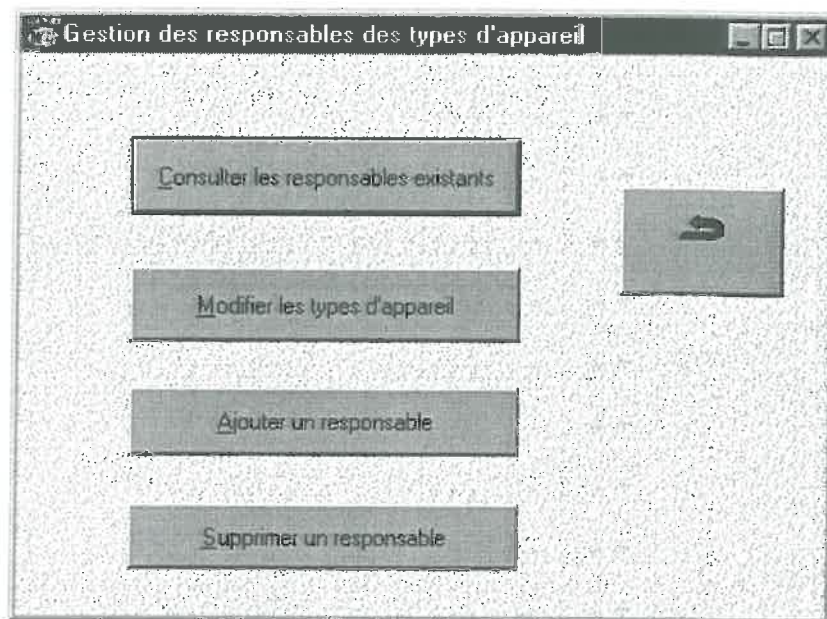 Gestion des responsables des types d'appareil
Consulter les responsables existants
Modifier les types d'appareil
Ajouter un responsable
Supprimer un responsable